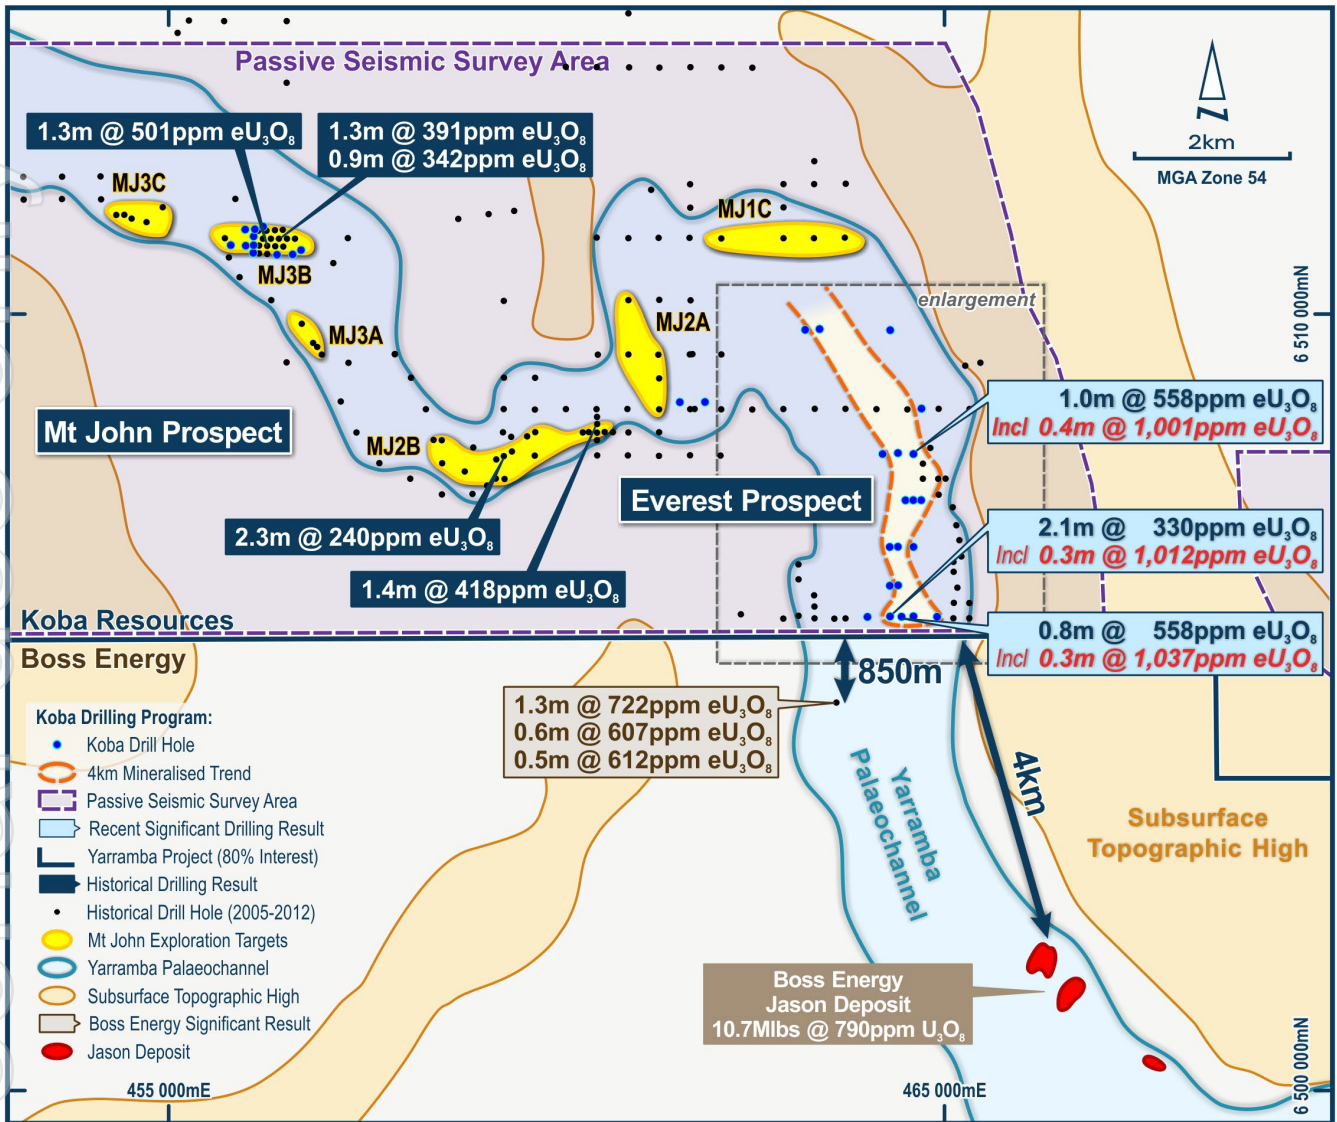 Passive Seismic Survey Area
1.3m @ 501ppm eU₃O₈
1.3m @ 391ppm eU₃O₈
0.9m @ 342ppm eU₃O₈
N
2km
MGA Zone 54
MJ3C
MJ1C
MJ3B
enlargement
6 510 000mN
MJ3A
MJ2A
1.0m @ 558ppm eU₃O₈
Incl 0.4m @ 1,001ppm eU₃O₈
Mt John Prospect
MJ2B
Everest Prospect
2.3m @ 240ppm eU₃O₈
2.1m @ 330ppm eU₃O₈
Incl 0.3m @ 1,012ppm eU₃O₈
1.4m @ 418ppm eU₃O₈
Koba Resources
0.8m @ 558ppm eU₃O₈
Incl 0.3m @ 1,037ppm eU₃O₈
Boss Energy
850m
1.3m @ 722ppm eU₃O₈
0.6m @ 607ppm eU₃O₈
0.5m @ 612ppm eU₃O₈
Koba Drilling Program:
Koba Drill Hole
4km Mineralised Trend
Passive Seismic Survey Area
Recent Significant Drilling Result
Yarramba Project (80% Interest)
Historical Drilling Result
Historical Drill Hole (2005-2012)
Mt John Exploration Targets
Yarramba Palaeochannel
Subsurface Topographic High
Boss Energy Significant Result
Jason Deposit
Yarramba
Palaeochannel
4km
Subsurface
Topographic High
Boss Energy
Jason Deposit
10.7Mlbs @ 790ppm U₃O₈
455 000mE
465 000mE
6 500 000mN